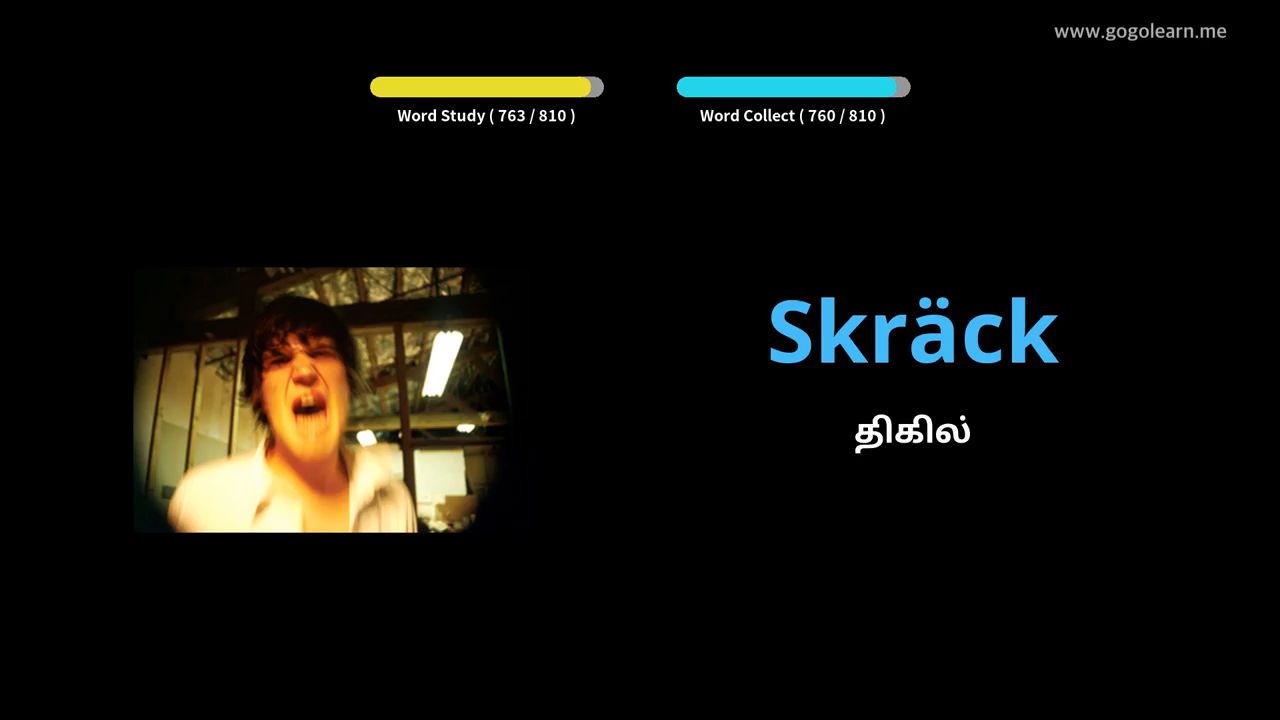 www.gogolearn.me
Word Study ( 763 / 810 )
Word Collect ( 760 / 810 )
Skräck
திகில்